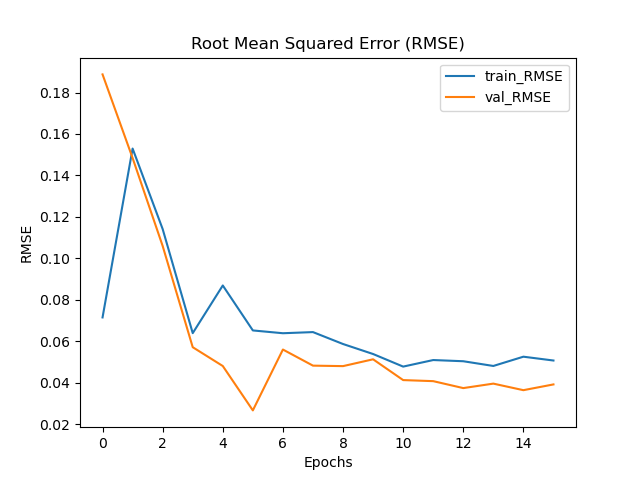 Root Mean Squared Error (RMSE)
train_RMSE
val_RMSE
0.18
0.16
0.14
0.12
0.10
0.08
0.06
0.04
0.02
RMSE
0 2 4 6 8 10 12 14
Epochs